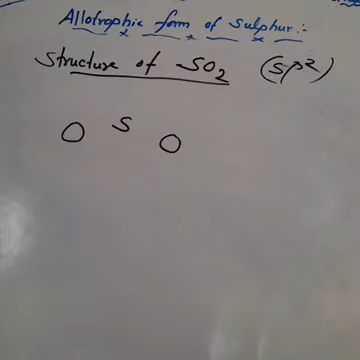 Allotrophic form of Sulphur:-
Structure of SO₂ (SP²)
O S O